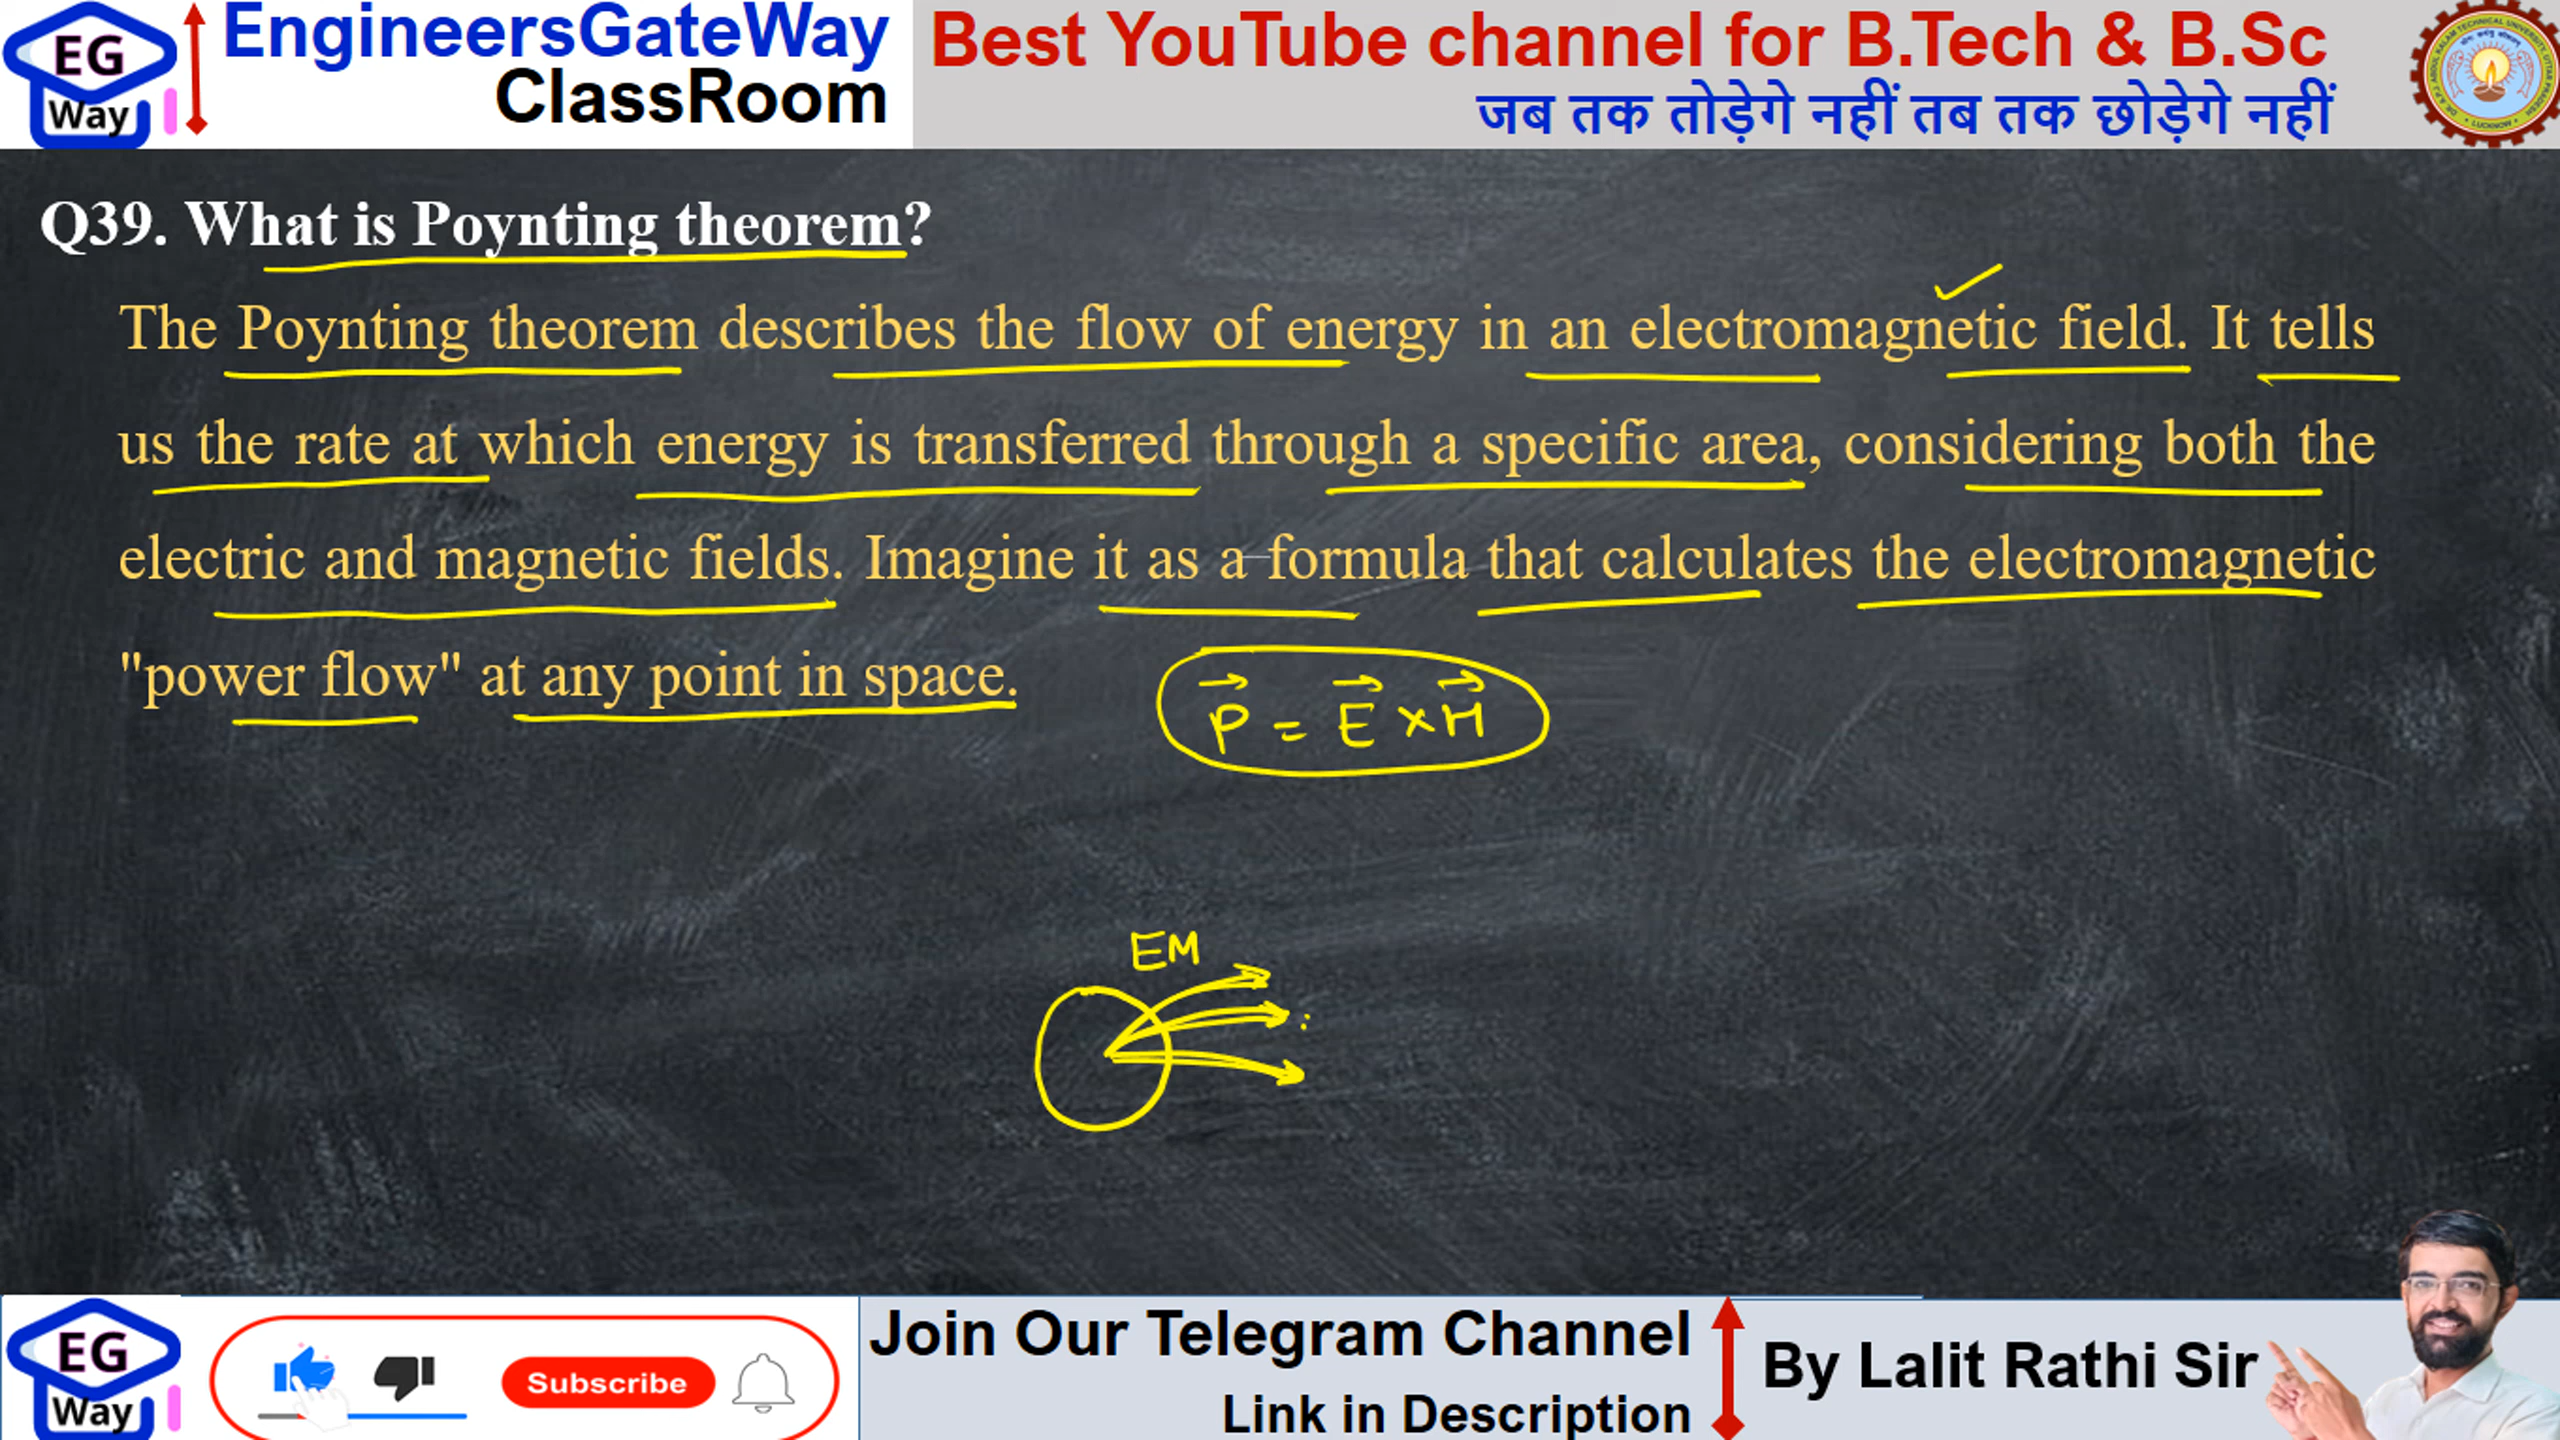 EG
Way
EngineersGateWay
ClassRoom
Best YouTube channel for B.Tech & B.Sc
जब तक तोड़ेगे नहीं तब तक छोड़ेगे नहीं
Q39. What is Poynting theorem?
The Poynting theorem describes the flow of energy in an electromagnetic field. It tells
us the rate at which energy is transferred through a specific area, considering both the
electric and magnetic fields. Imagine it as a formula that calculates the electromagnetic
"power flow" at any point in space.
P = E × H
EM
EG
Way
Subscribe
Join Our Telegram Channel
Link in Description
By Lalit Rathi Sir